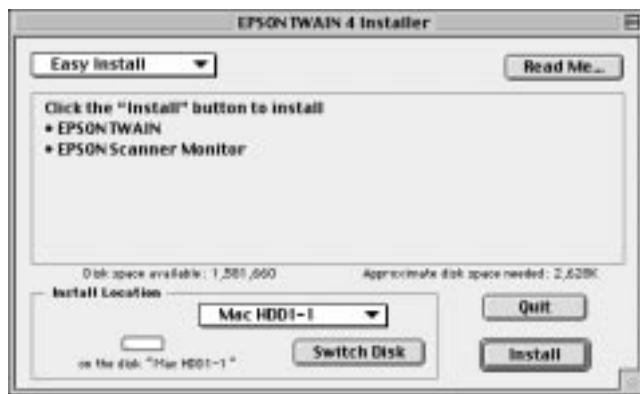 EPSON TWAIN 4 Installer
Easy Install
Read Me...
Click the "Install" button to install
• EPSON TWAIN
• EPSON Scanner Monitor
Disk space available: 1,581,660
Approximate disk space needed: 2,628K
Install Location
Mac HDD1-1
Quit
on the disk "Mac HDD1-1"
Switch Disk
Install